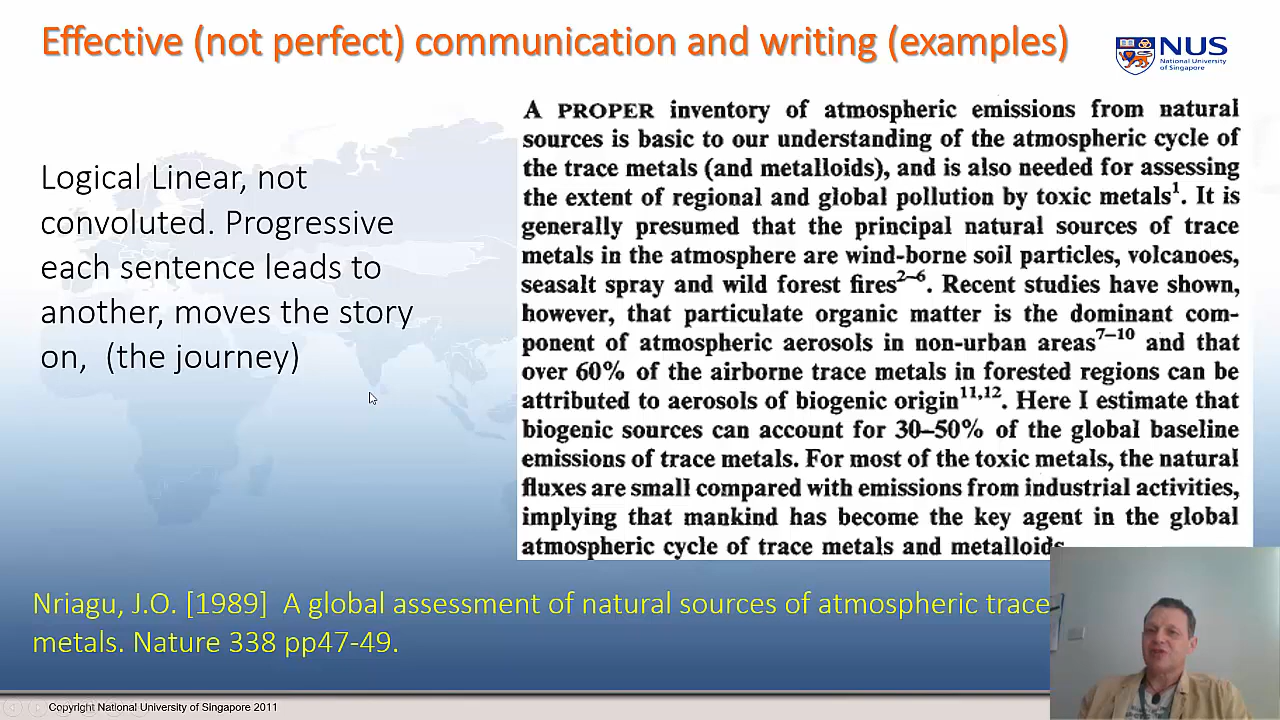 Effective (not perfect) communication and writing (examples)
NUS
National University
of Singapore
Logical Linear, not
convoluted. Progressive
each sentence leads to
another, moves the story
on,  (the journey)
A PROPER inventory of atmospheric emissions from natural
sources is basic to our understanding of the atmospheric cycle of
the trace metals (and metalloids), and is also needed for assessing
the extent of regional and global pollution by toxic metals¹. It is
generally presumed that the principal natural sources of trace
metals in the atmosphere are wind-borne soil particles, volcanoes,
seasalt spray and wild forest fires²⁻⁶. Recent studies have shown,
however, that particulate organic matter is the dominant com-
ponent of atmospheric aerosols in non-urban areas⁷⁻¹⁰ and that
over 60% of the airborne trace metals in forested regions can be
attributed to aerosols of biogenic origin¹¹,¹². Here I estimate that
biogenic sources can account for 30–50% of the global baseline
emissions of trace metals. For most of the toxic metals, the natural
fluxes are small compared with emissions from industrial activities,
implying that mankind has become the key agent in the global
atmospheric cycle of trace metals and metalloids
Nriagu, J.O. [1989]  A global assessment of natural sources of atmospheric trace
metals. Nature 338 pp47-49.
Copyright National University of Singapore 2011